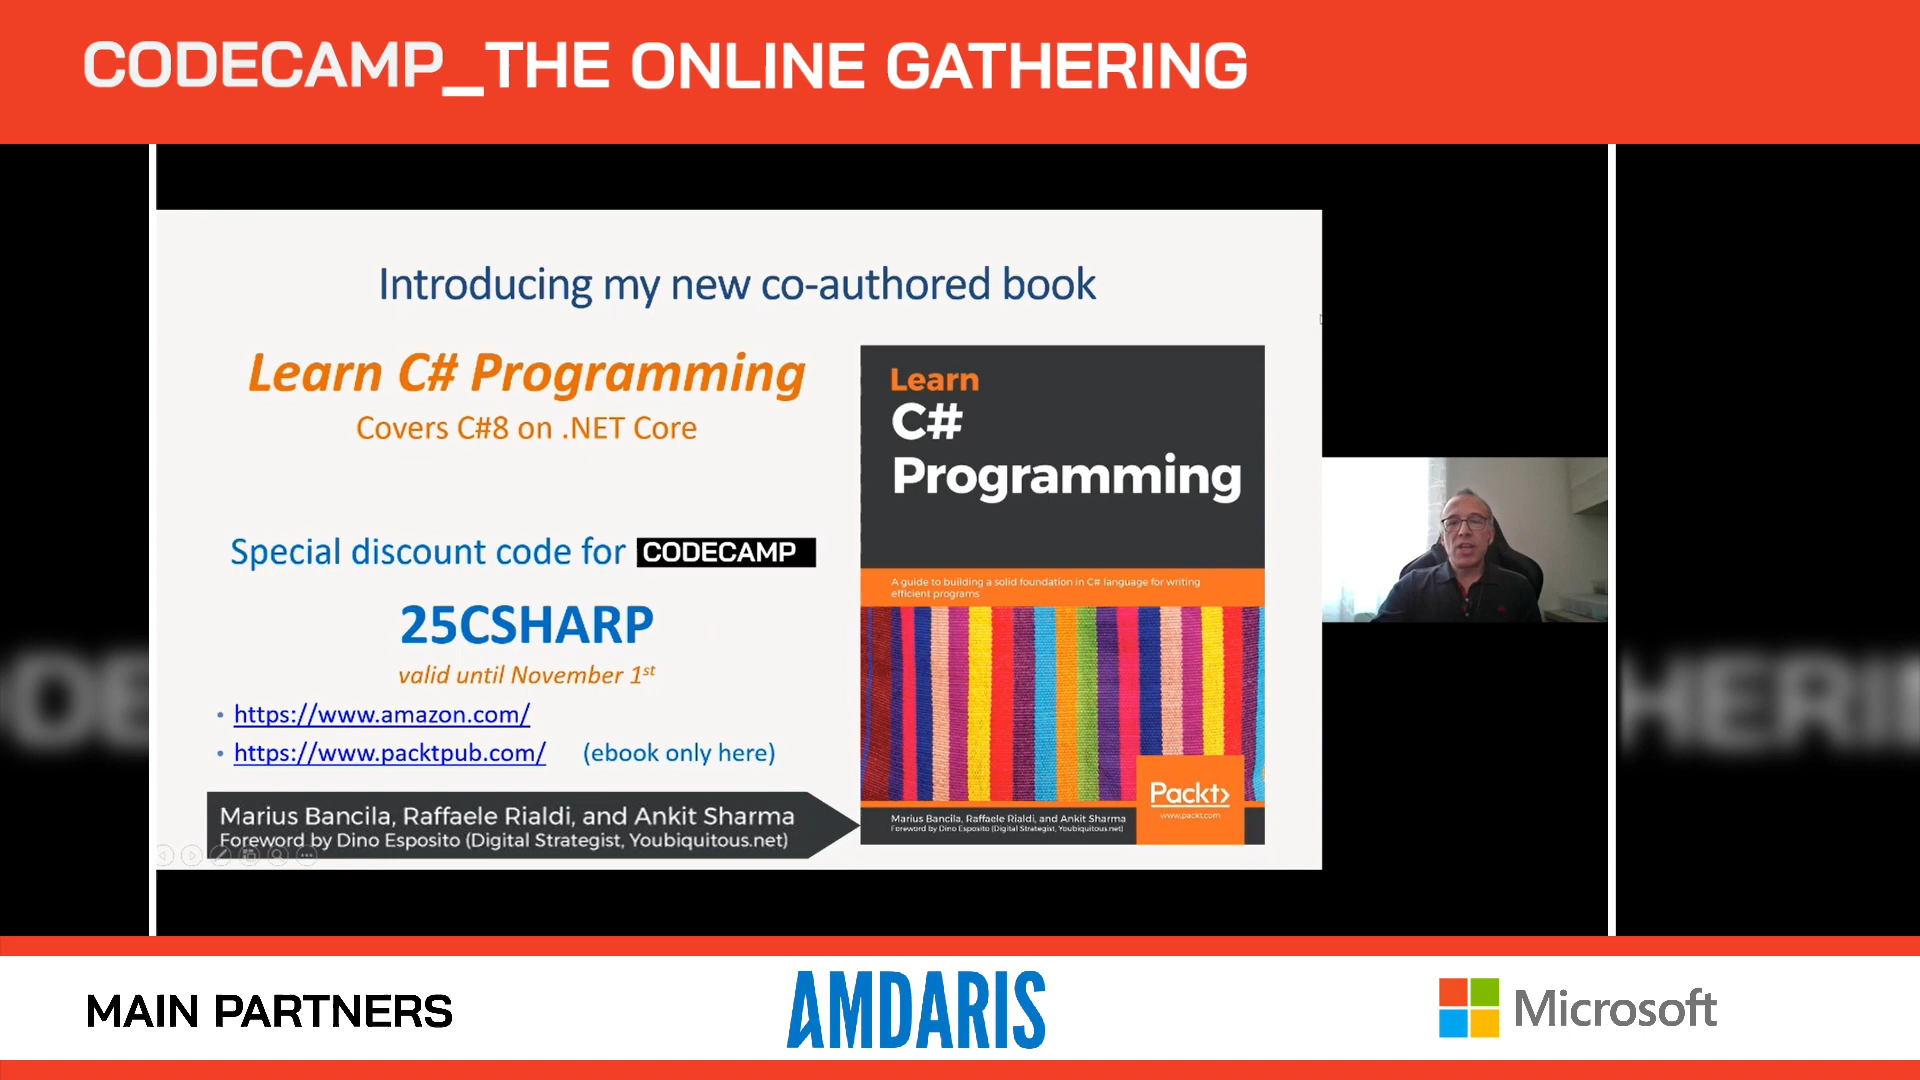 CODECAMP_THE ONLINE GATHERING
Introducing my new co-authored book
Learn C# Programming
Covers C#8 on .NET Core
Special discount code for CODECAMP
25CSHARP
valid until November 1st
• https://www.amazon.com/
• https://www.packtpub.com/ (ebook only here)
Marius Bancila, Raffaele Rialdi, and Ankit Sharma
Foreword by Dino Esposito (Digital Strategist, Youbiquitous.net)
Learn
C#
Programming
A guide to building a solid foundation in C# language for writing
efficient programs
Packt>
www.packt.com
Marius Bancila, Raffaele Rialdi, and Ankit Sharma
Foreword by Dino Esposito (Digital Strategist, Youbiquitous.net)
DE
HERI
MAIN PARTNERS
AMDARIS
Microsoft